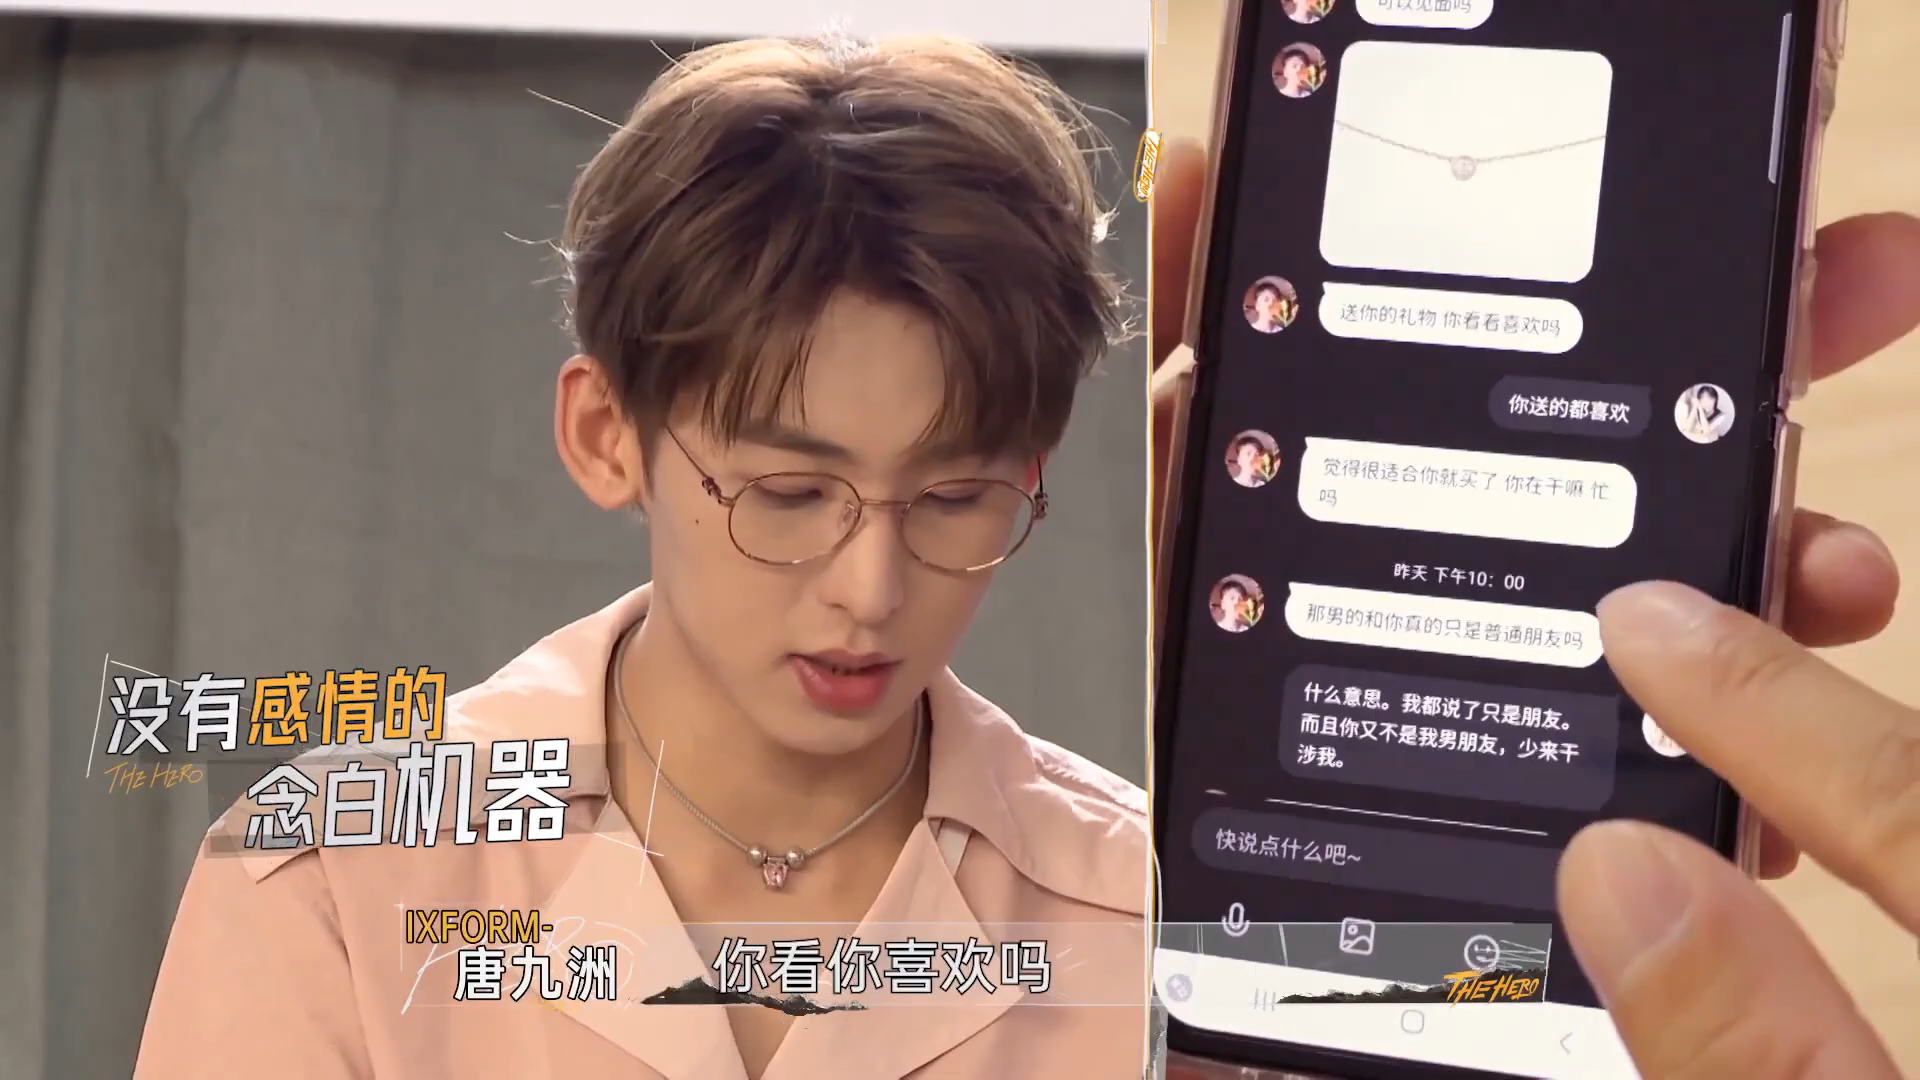 可以见面吗
送你的礼物 你看看喜欢吗
你送的都喜欢
觉得很适合你就买了 你在干嘛 忙
吗
昨天 下午10：00
那男的和你真的只是普通朋友吗
什么意思。我都说了只是朋友。
而且你又不是我男朋友，少来干
涉我。
快说点什么吧~
THE HERO
没有感情的
THE HERO
念白机器
IXFORM-
唐九洲
你看你喜欢吗
THE HERO